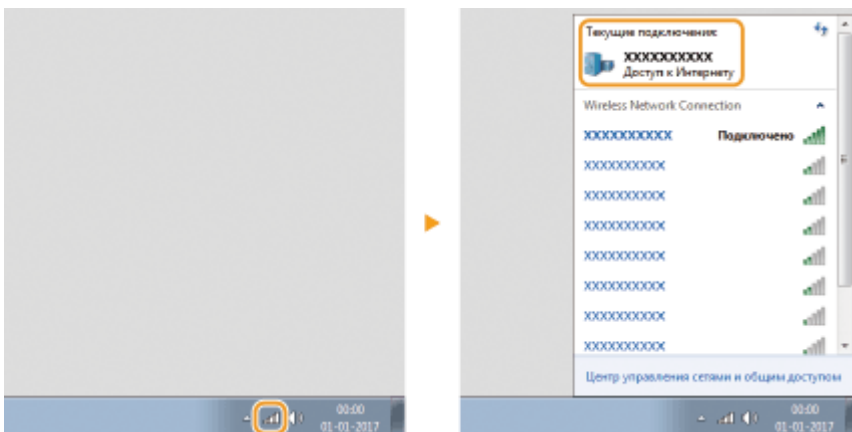 00:00
01-01-2017
Текущие подключения:
XXXXXXXXXX
Доступ к Интернету
Wireless Network Connection
XXXXXXXXXX Подключено
XXXXXXXXXX
XXXXXXXXXX
XXXXXXXXXX
XXXXXXXXXX
XXXXXXXXXX
XXXXXXXXXX
XXXXXXXXXX
Центр управления сетями и общим доступом
00:00
01-01-2017